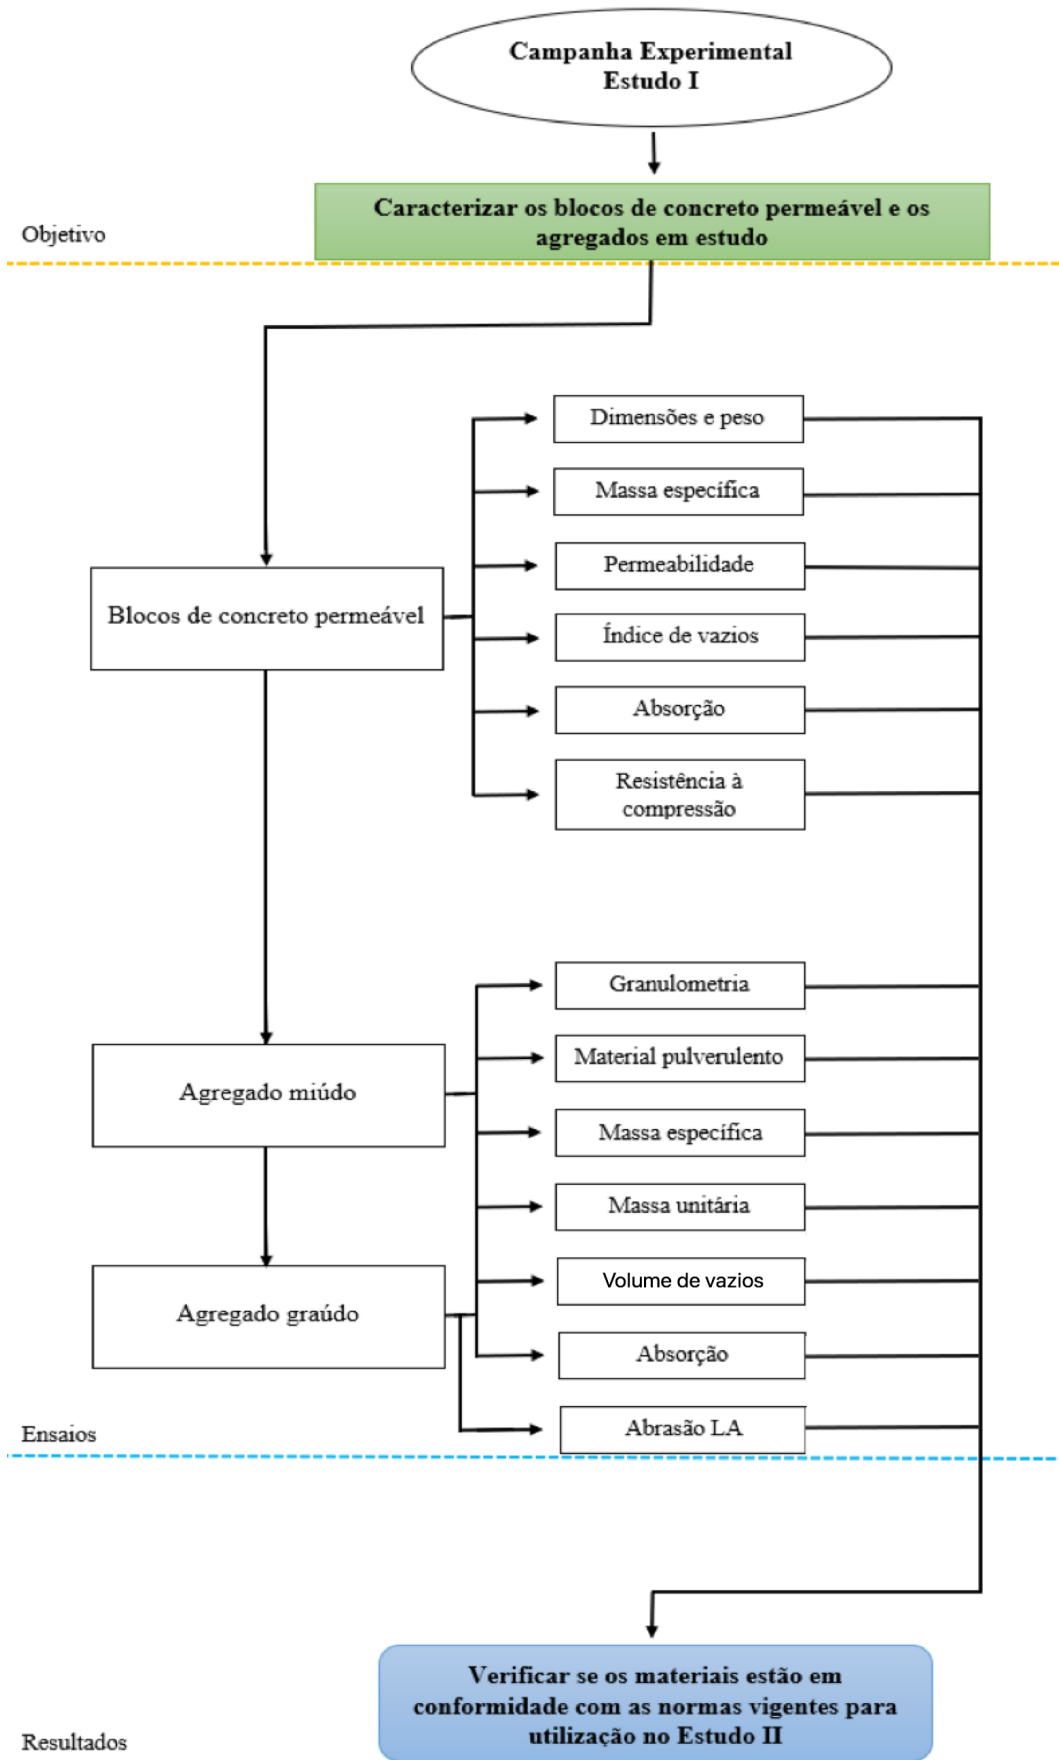 Campanha Experimental
Estudo I
Caracterizar os blocos de concreto permeável e os
agregados em estudo
Objetivo
Dimensões e peso
Massa específica
Permeabilidade
Blocos de concreto permeável
Índice de vazios
Absorção
Resistência à
compressão
Granulometria
Material pulverulento
Agregado miúdo
Massa específica
Massa unitária
Volume de vazios
Agregado graúdo
Absorção
Abrasão LA
Ensaios
Verificar se os materiais estão em
conformidade com as normas vigentes para
utilização no Estudo II
Resultados